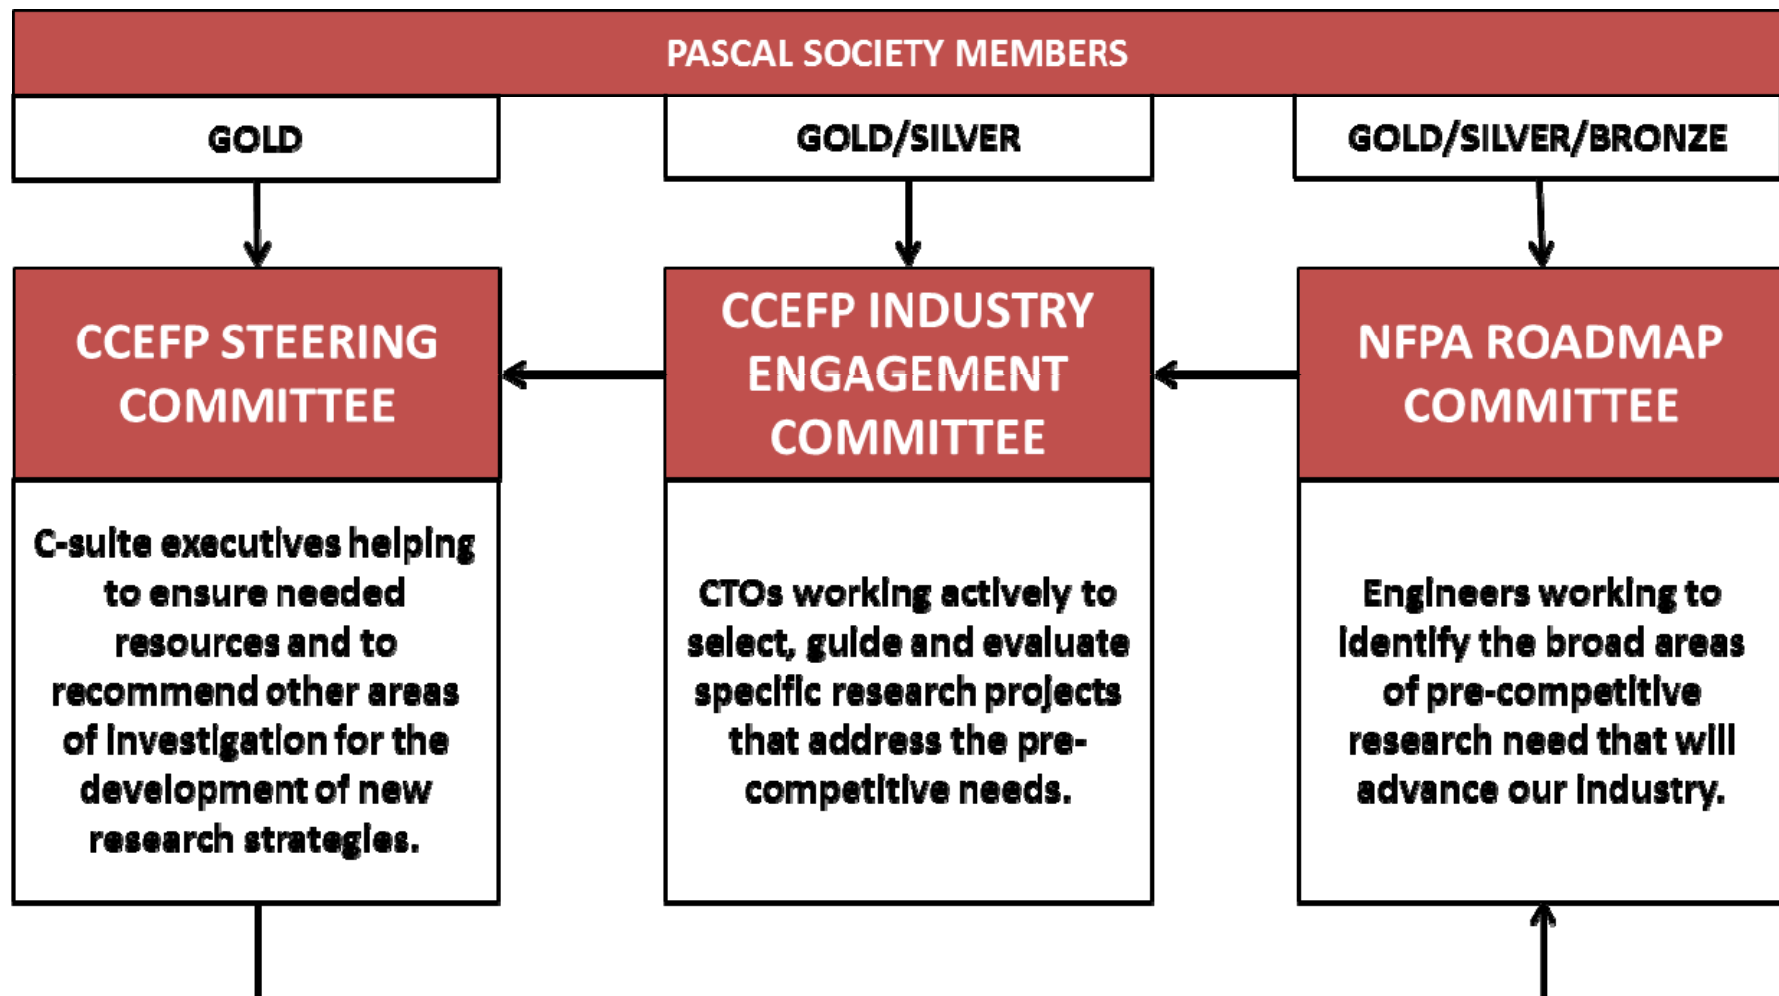 PASCAL SOCIETY MEMBERS
GOLD
GOLD/SILVER
GOLD/SILVER/BRONZE
CCEFP STEERING
COMMITTEE
CCEFP INDUSTRY
ENGAGEMENT
COMMITTEE
NFPA ROADMAP
COMMITTEE
C-suite executives helping
to ensure needed
resources and to
recommend other areas
of investigation for the
development of new
research strategies.
CTOs working actively to
select, guide and evaluate
specific research projects
that address the pre-
competitive needs.
Engineers working to
identify the broad areas
of pre-competitive
research need that will
advance our industry.